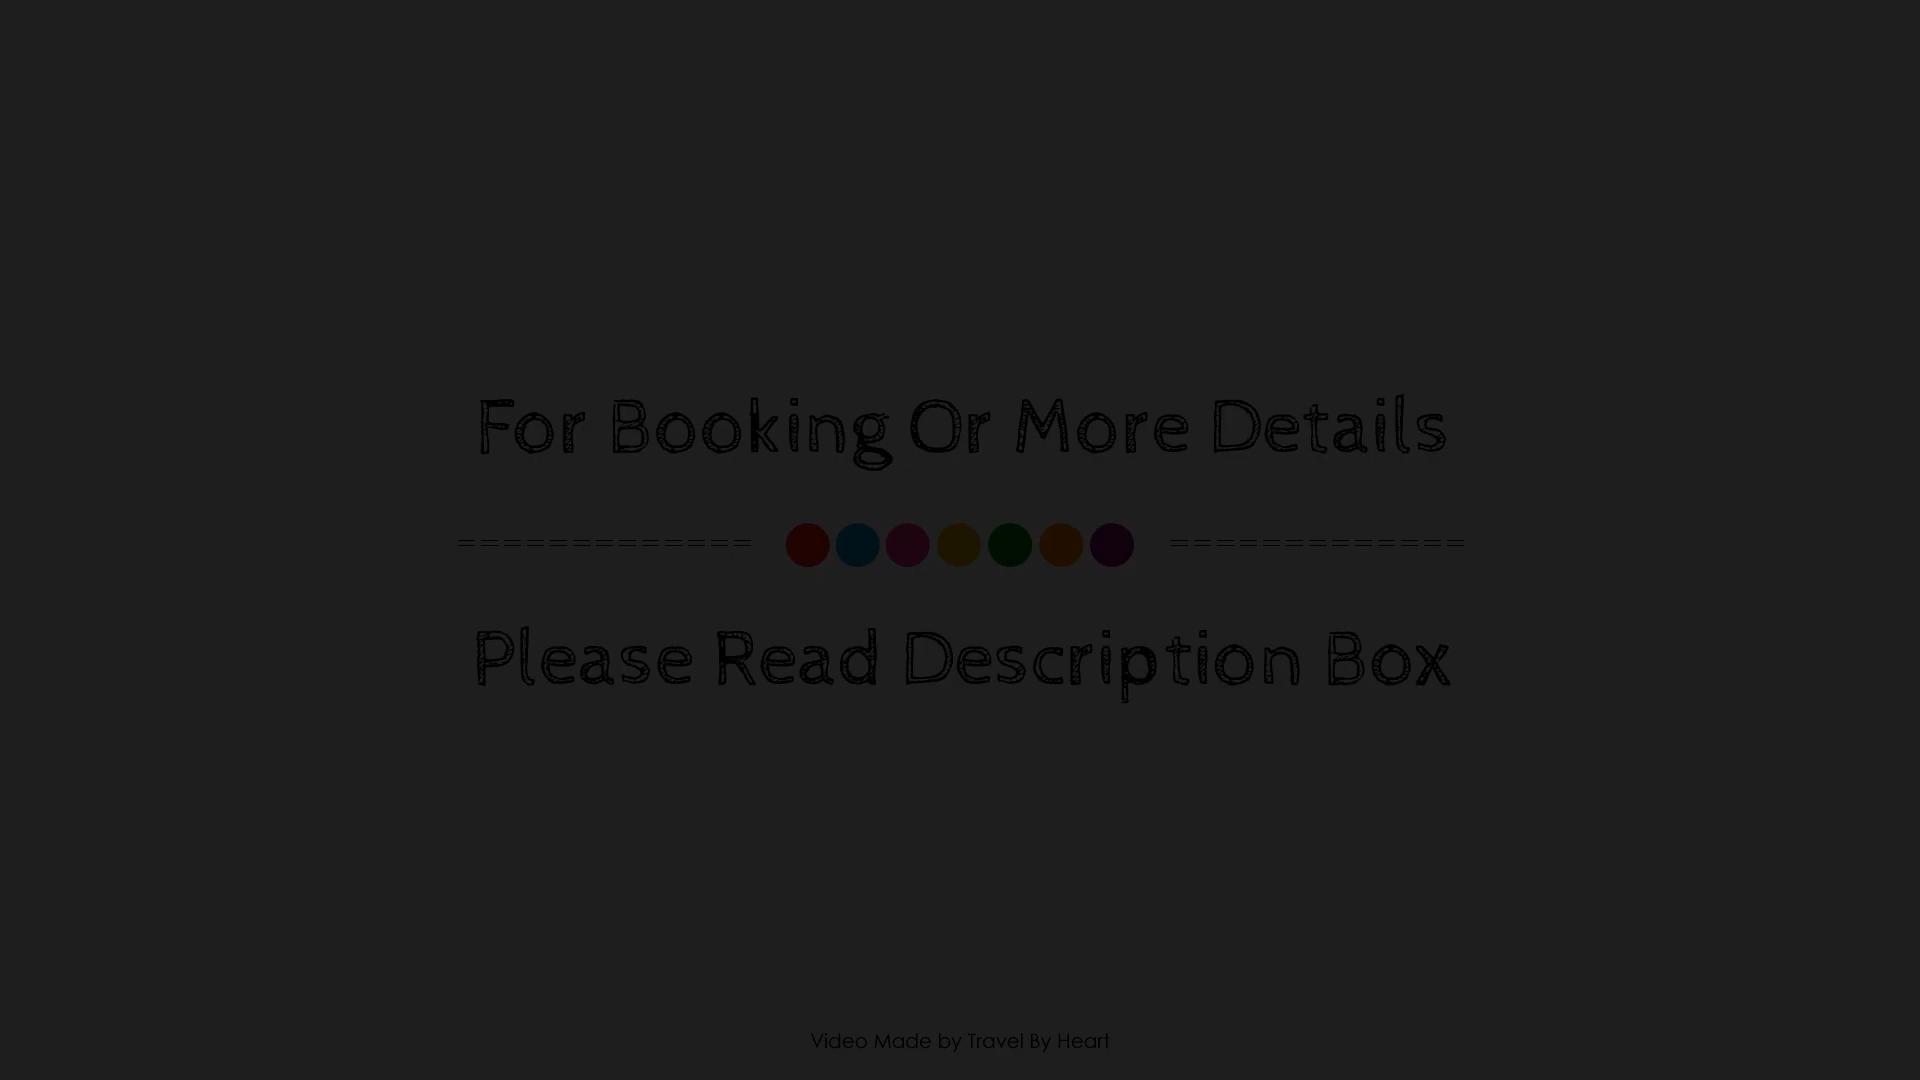 For Booking Or More Details
============= =============
Please Read Description Box
Video Made by Travel By Heart